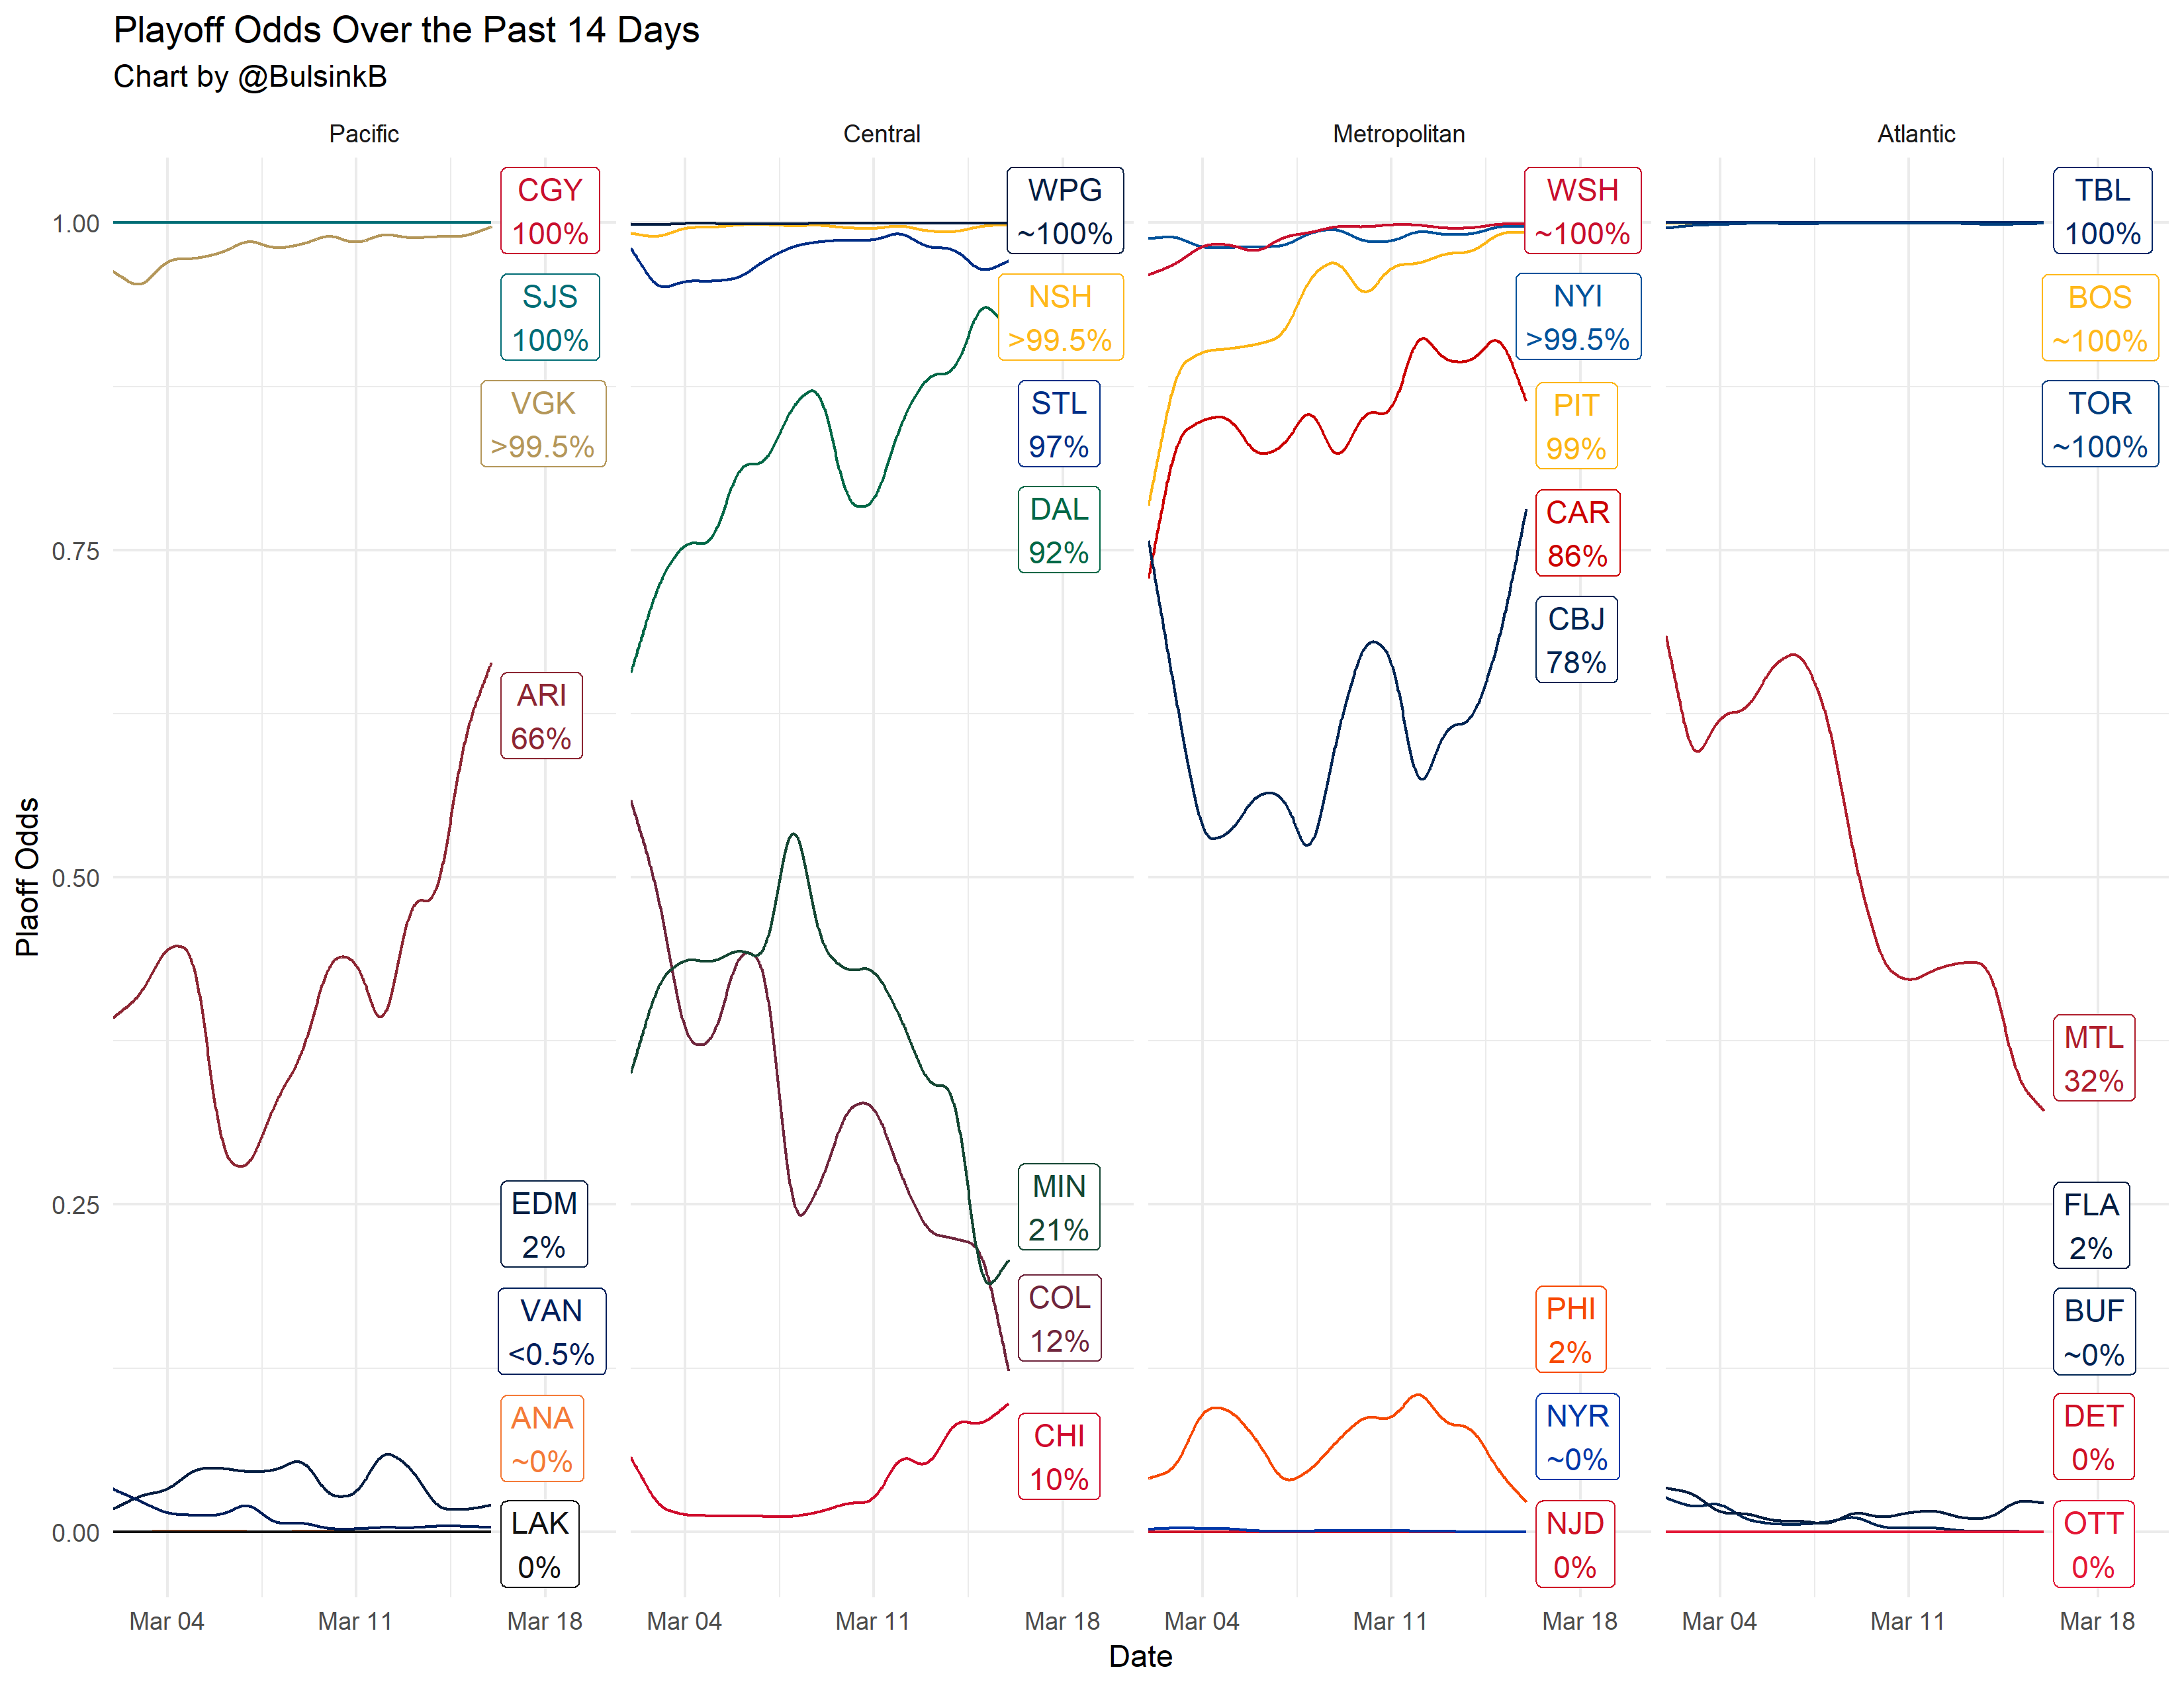 Playoff Odds Over the Past 14 Days
Chart by @BulsinkB
Pacific
Central
Metropolitan
Atlantic
Plaoff Odds
1.00
0.75
0.50
0.25
0.00
CGY
100%
SJS
100%
VGK
>99.5%
ARI
66%
EDM
2%
VAN
<0.5%
ANA
~0%
LAK
0%
WPG
~100%
NSH
>99.5%
STL
97%
DAL
92%
MIN
21%
COL
12%
CHI
10%
WSH
~100%
NYI
>99.5%
PIT
99%
CAR
86%
CBJ
78%
PHI
2%
NYR
~0%
NJD
0%
TBL
100%
BOS
~100%
TOR
~100%
MTL
32%
FLA
2%
BUF
~0%
DET
0%
OTT
0%
Mar 04
Mar 11
Mar 18
Mar 04
Mar 11
Mar 18
Mar 04
Mar 11
Mar 18
Mar 04
Mar 11
Mar 18
Date